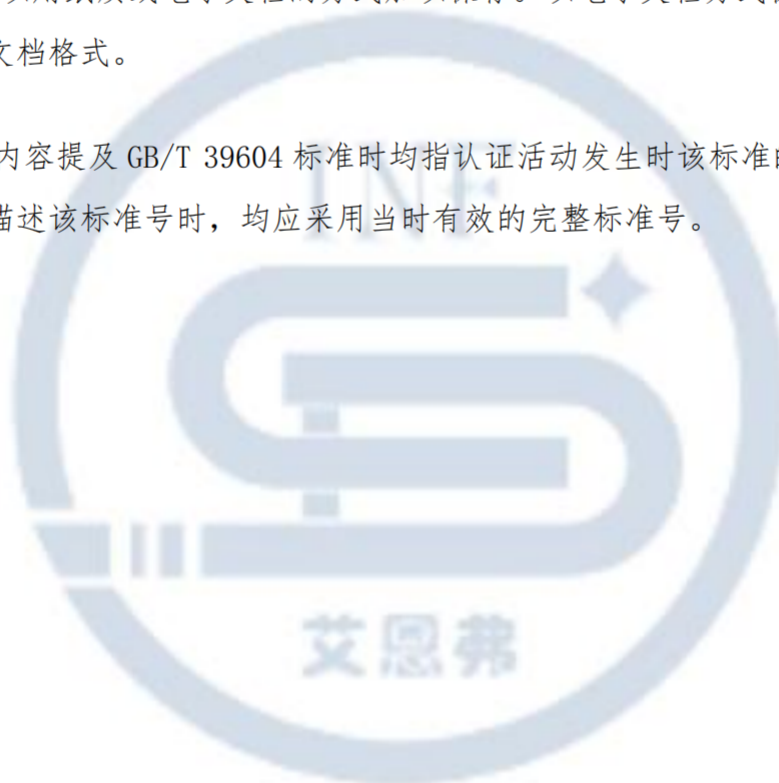 文档格式。
内容提及 GB/T 39604 标准时均指认证活动发生时该标准
描述该标准号时，均应采用当时有效的完整标准号。
INF
艾恩弗